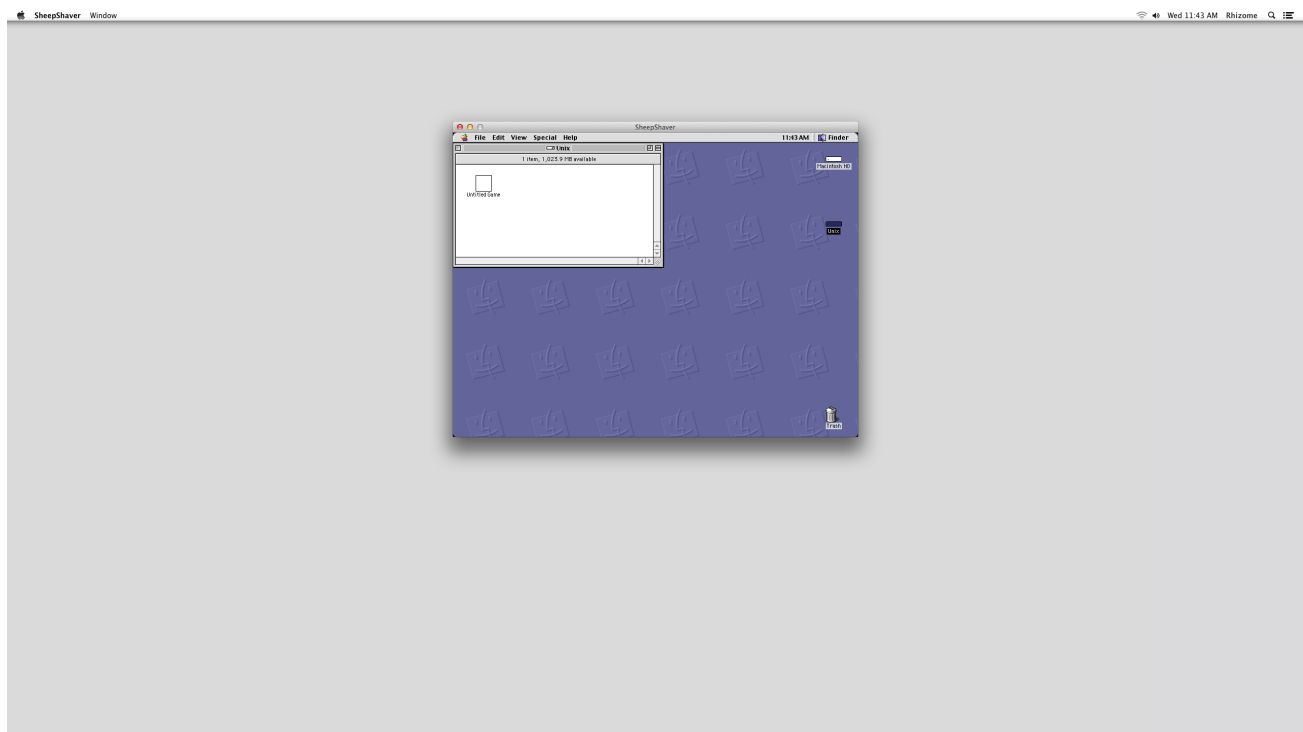 SheepShaver Window Wed 11:43 AM Rhizome
SheepShaver
File Edit View Special Help 11:43 AM Finder
Unix
1 item, 1,023.9 MB available
Untitled Game
Macintosh HD
Unix
Trash